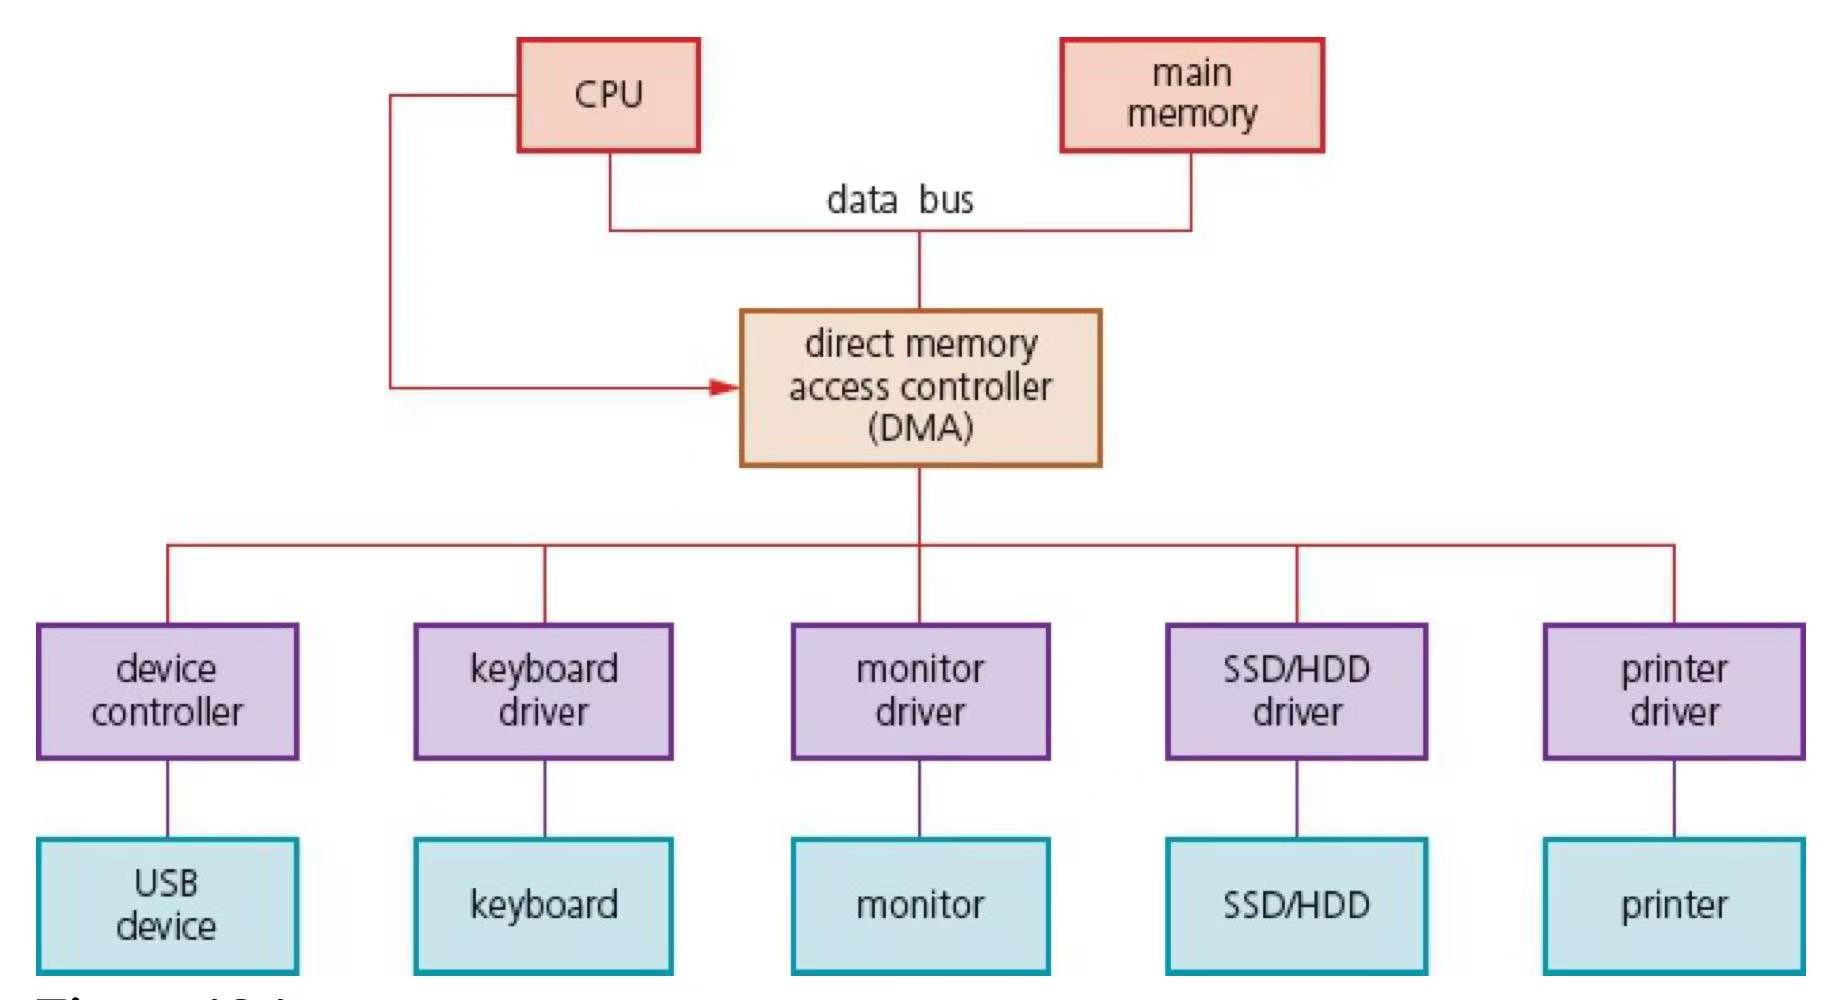 CPU
main
memory
data bus
direct memory
access controller
(DMA)
device
controller
keyboard
driver
monitor
driver
SSD/HDD
driver
printer
driver
USB
device
keyboard
monitor
SSD/HDD
printer